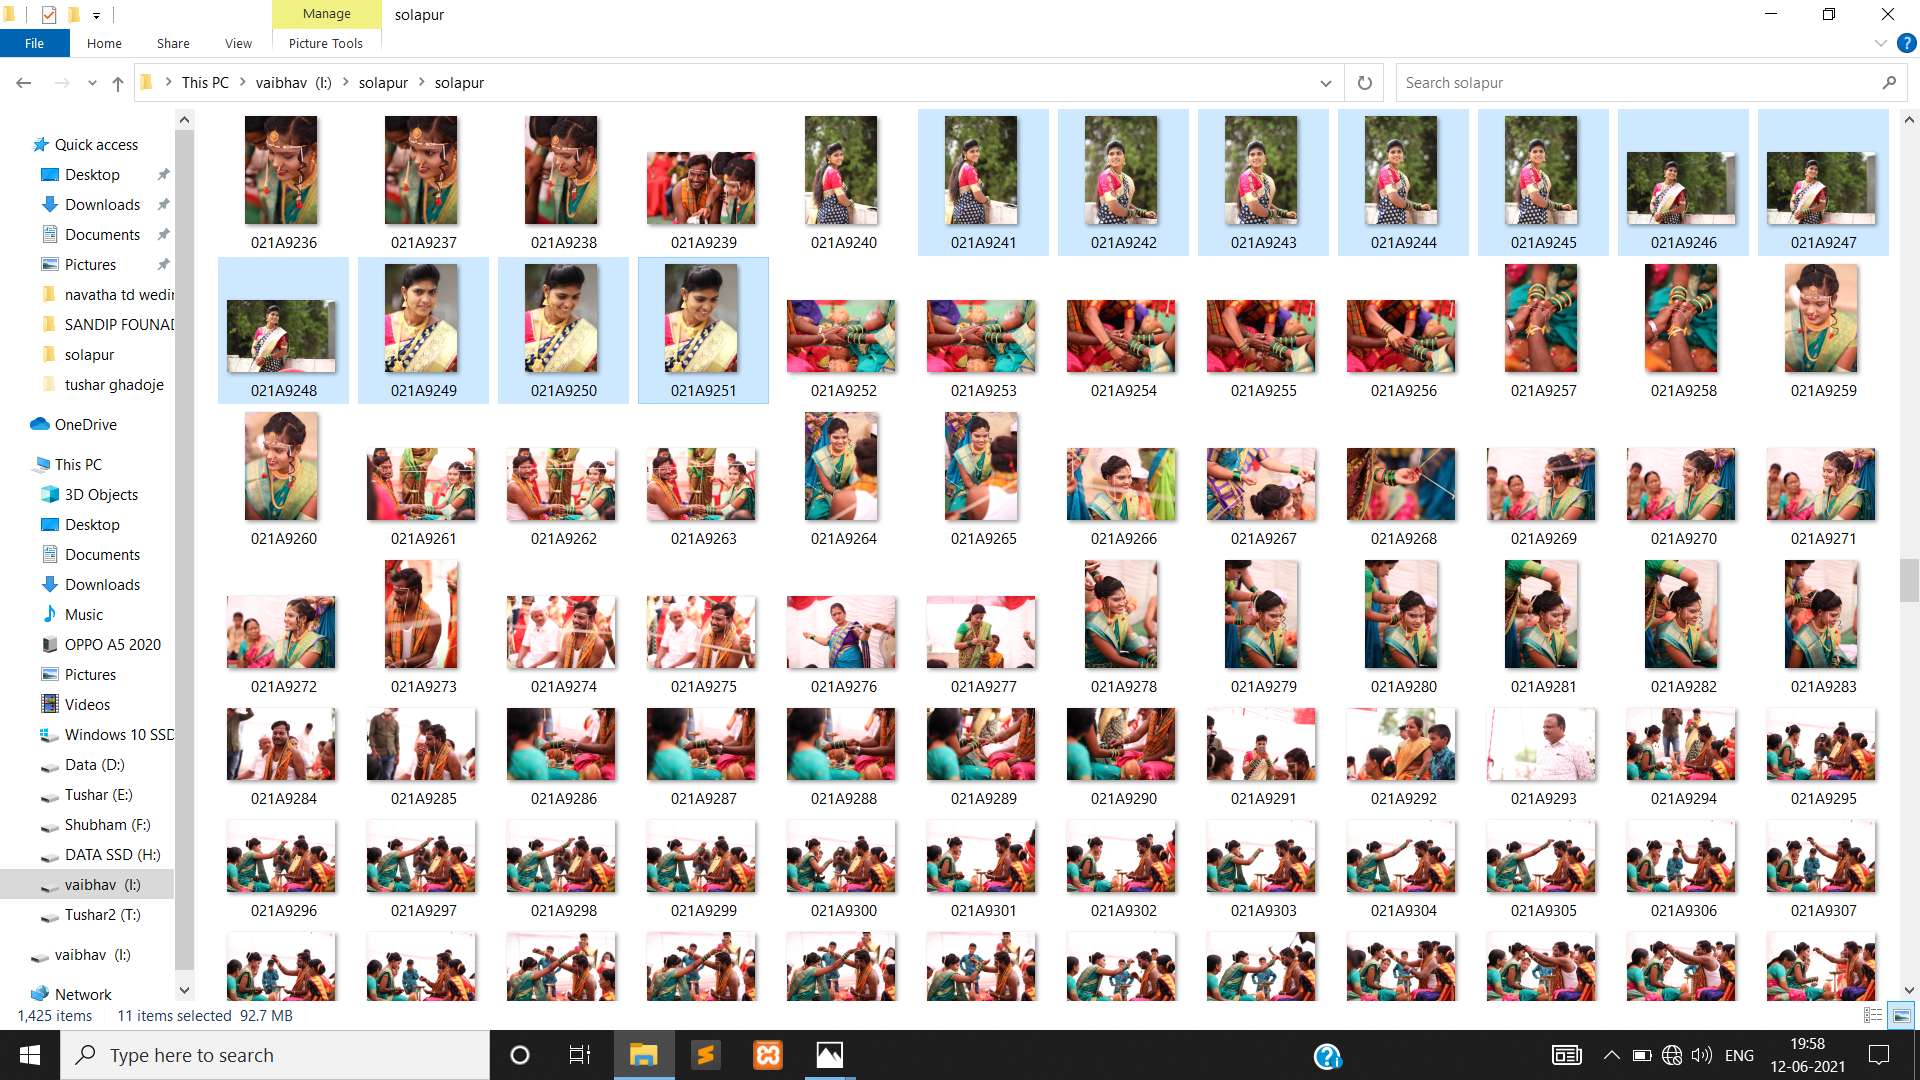 Manage
solapur
File
Home
Share
View
Picture Tools
?
This PC
vaibhav (I:)
solapur
solapur
Search solapur
Quick access
Desktop
Downloads
Documents
Pictures
navatha td wedin
SANDIP FOUNAD
solapur
tushar ghadoje
OneDrive
This PC
3D Objects
Desktop
Documents
Downloads
Music
OPPO A5 2020
Pictures
Videos
Windows 10 SSD
Data (D:)
Tushar (E:)
Shubham (F:)
DATA SSD (H:)
vaibhav (I:)
Tushar2 (T:)
vaibhav (I:)
Network
021A9236 021A9237 021A9238 021A9239 021A9240 021A9241 021A9242 021A9243 021A9244 021A9245 021A9246 021A9247
021A9248 021A9249 021A9250 021A9251 021A9252 021A9253 021A9254 021A9255 021A9256 021A9257 021A9258 021A9259
021A9260 021A9261 021A9262 021A9263 021A9264 021A9265 021A9266 021A9267 021A9268 021A9269 021A9270 021A9271
021A9272 021A9273 021A9274 021A9275 021A9276 021A9277 021A9278 021A9279 021A9280 021A9281 021A9282 021A9283
021A9284 021A9285 021A9286 021A9287 021A9288 021A9289 021A9290 021A9291 021A9292 021A9293 021A9294 021A9295
021A9296 021A9297 021A9298 021A9299 021A9300 021A9301 021A9302 021A9303 021A9304 021A9305 021A9306 021A9307
1,425 items
11 items selected 92.7 MB
Type here to search
ENG
19:58
12-06-2021